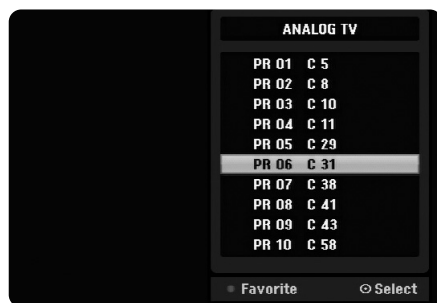 ANALOG TV
PR 01 C 5
PR 02 C 8
PR 03 C 10
PR 04 C 11
PR 05 C 29
PR 06 C 31
PR 07 C 38
PR 08 C 41
PR 09 C 43
PR 10 C 58
Favorite Select